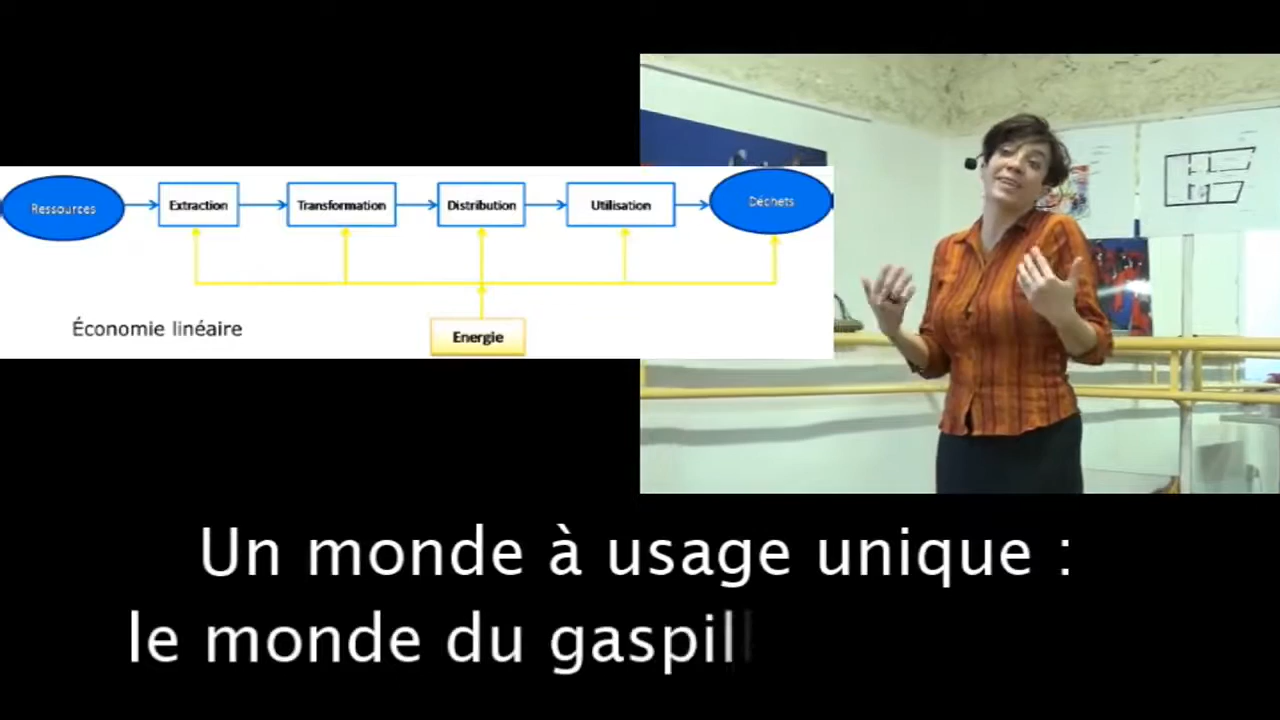 Ressources
Extraction
Transformation
Distribution
Utilisation
Déchets
Économie linéaire
Energie
Un monde à usage unique :
le monde du gaspil